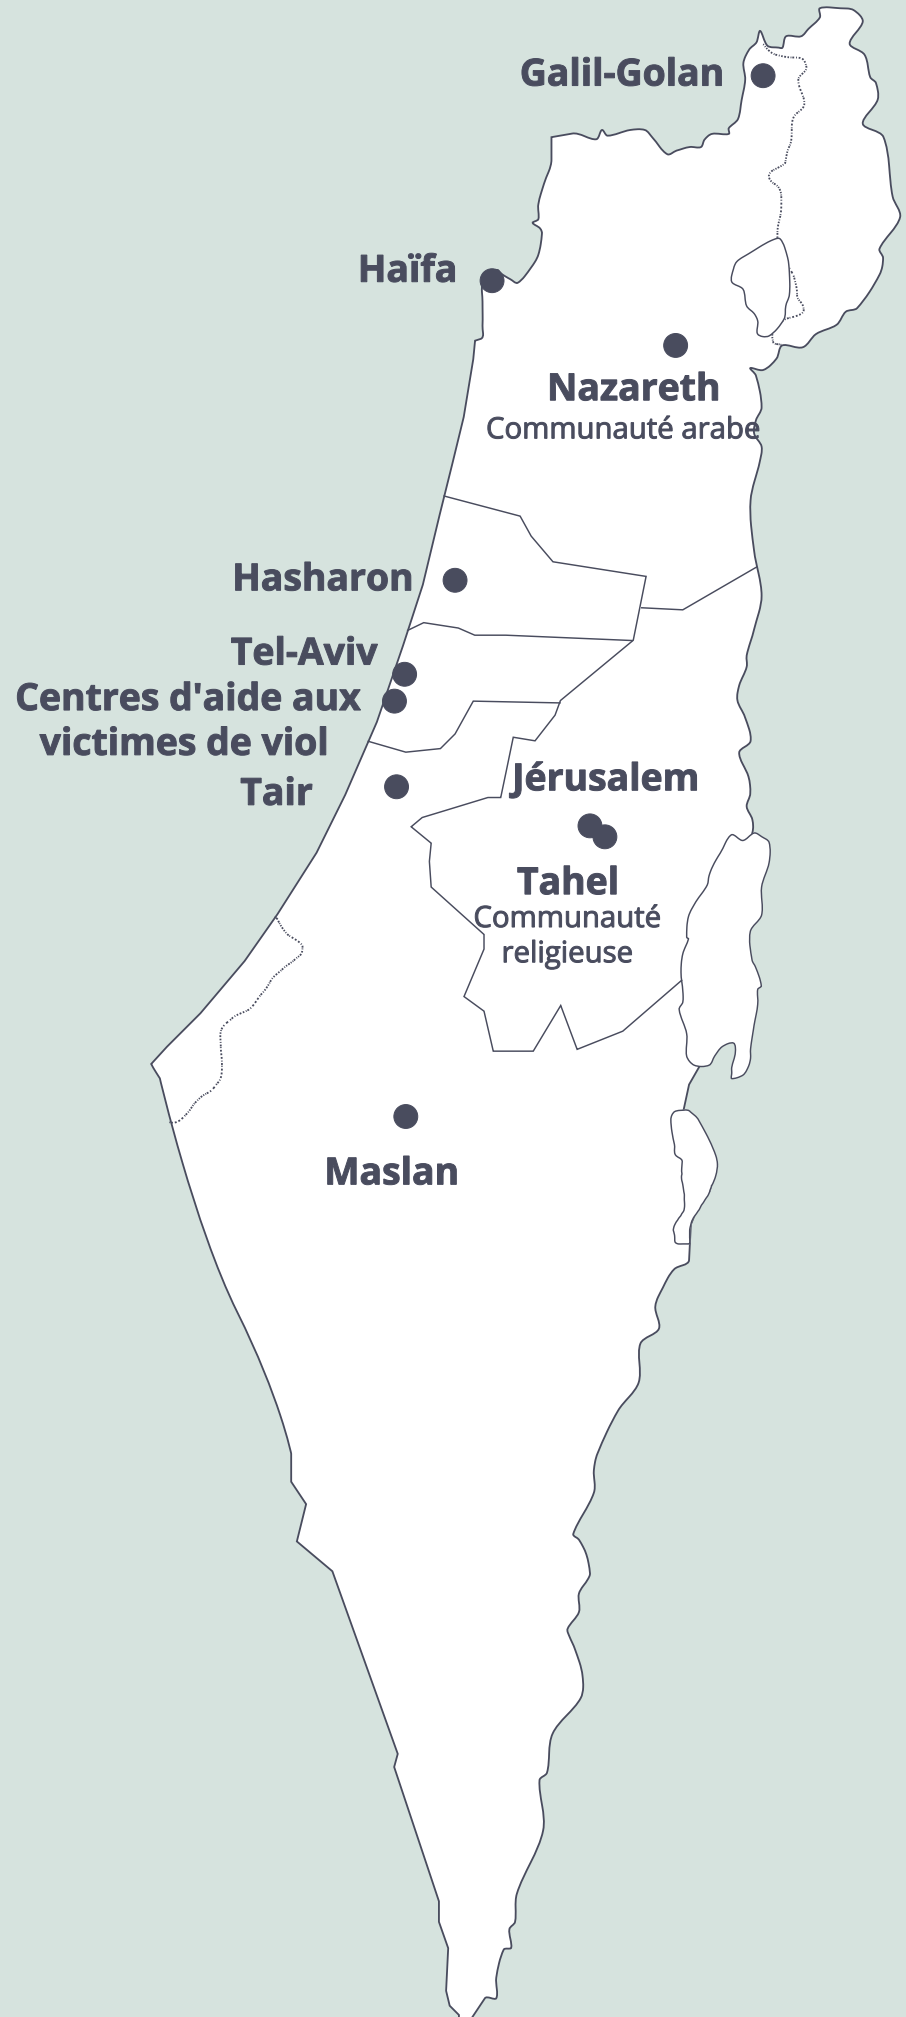 Galil-Golan
Haïfa
Nazareth
Communauté arabe
Hasharon
Tel-Aviv
Centres d'aide aux
victimes de viol
Tair
Jérusalem
Tahel
Communauté
religieuse
Maslan